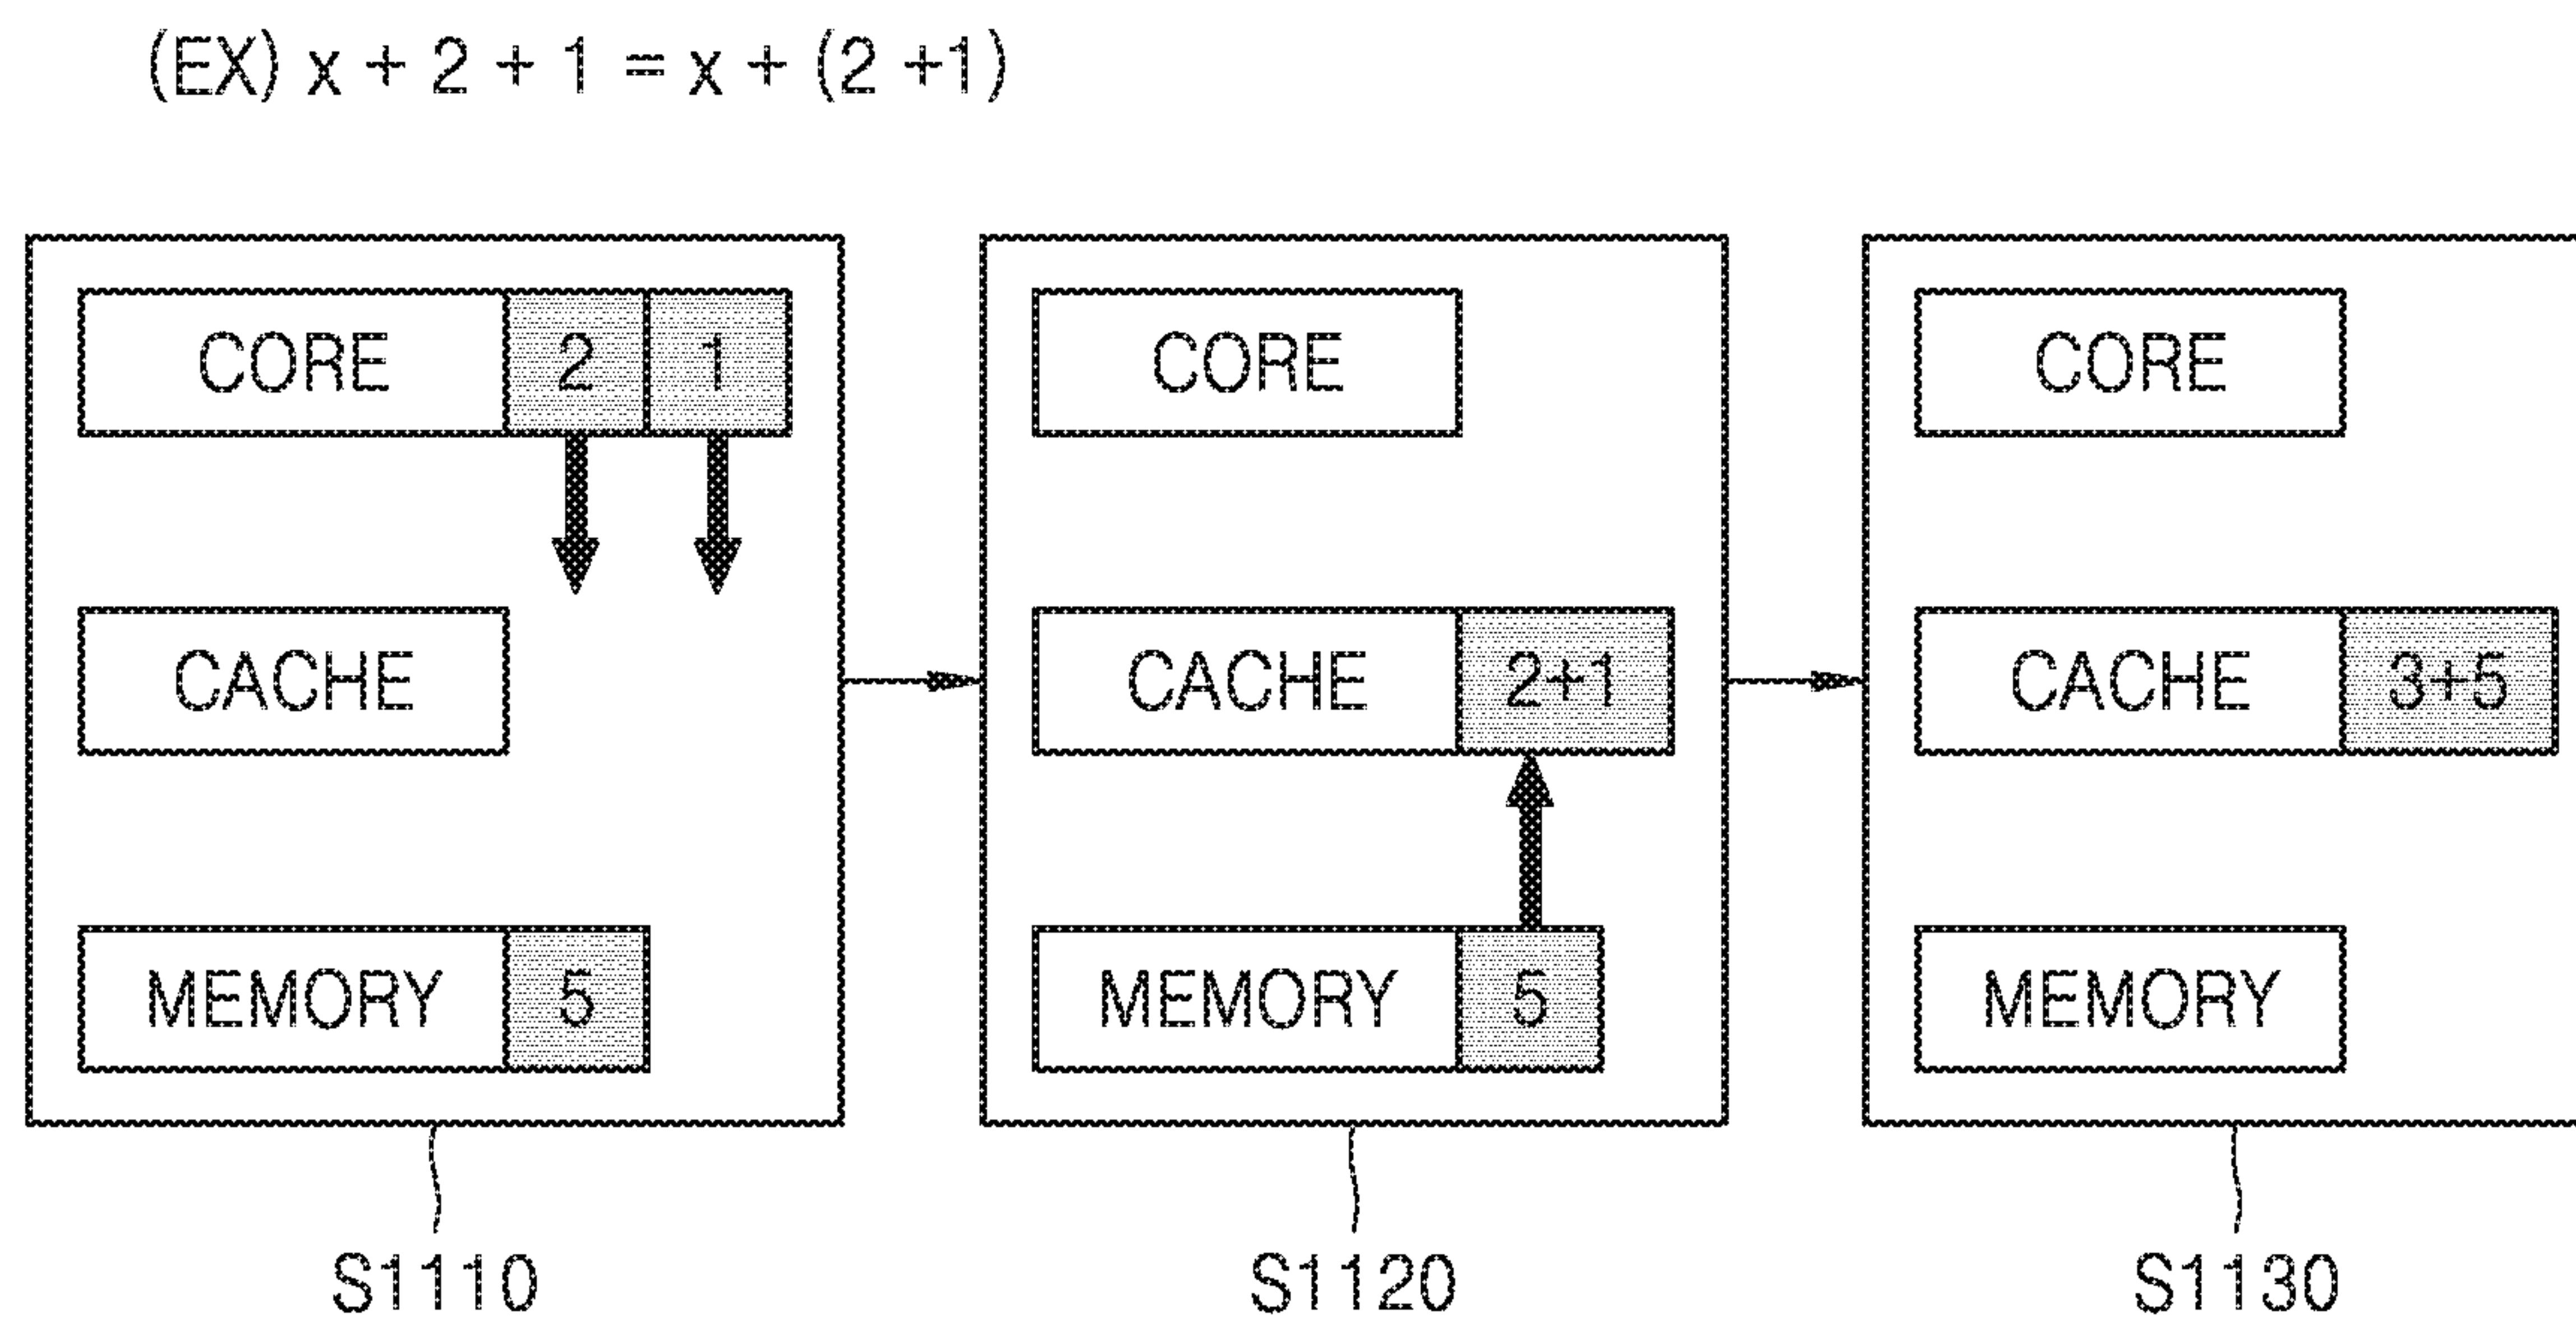 (EX) x + 2 + 1 = x + (2 +1)
CORE 2 1
CACHE
MEMORY 5
S1110
CORE
CACHE 2+1
MEMORY 5
S1120
CORE
CACHE 3+5
MEMORY
S1130